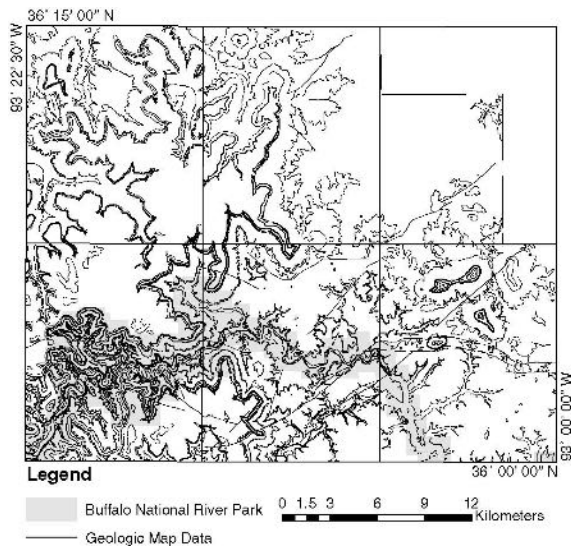 36° 15' 00" N
93° 22' 30" W
93° 00' 00" W
36° 00' 00" N
Legend
Buffalo National River Park
0 1.5 3 6 9 12
Kilometers
Geologic Map Data